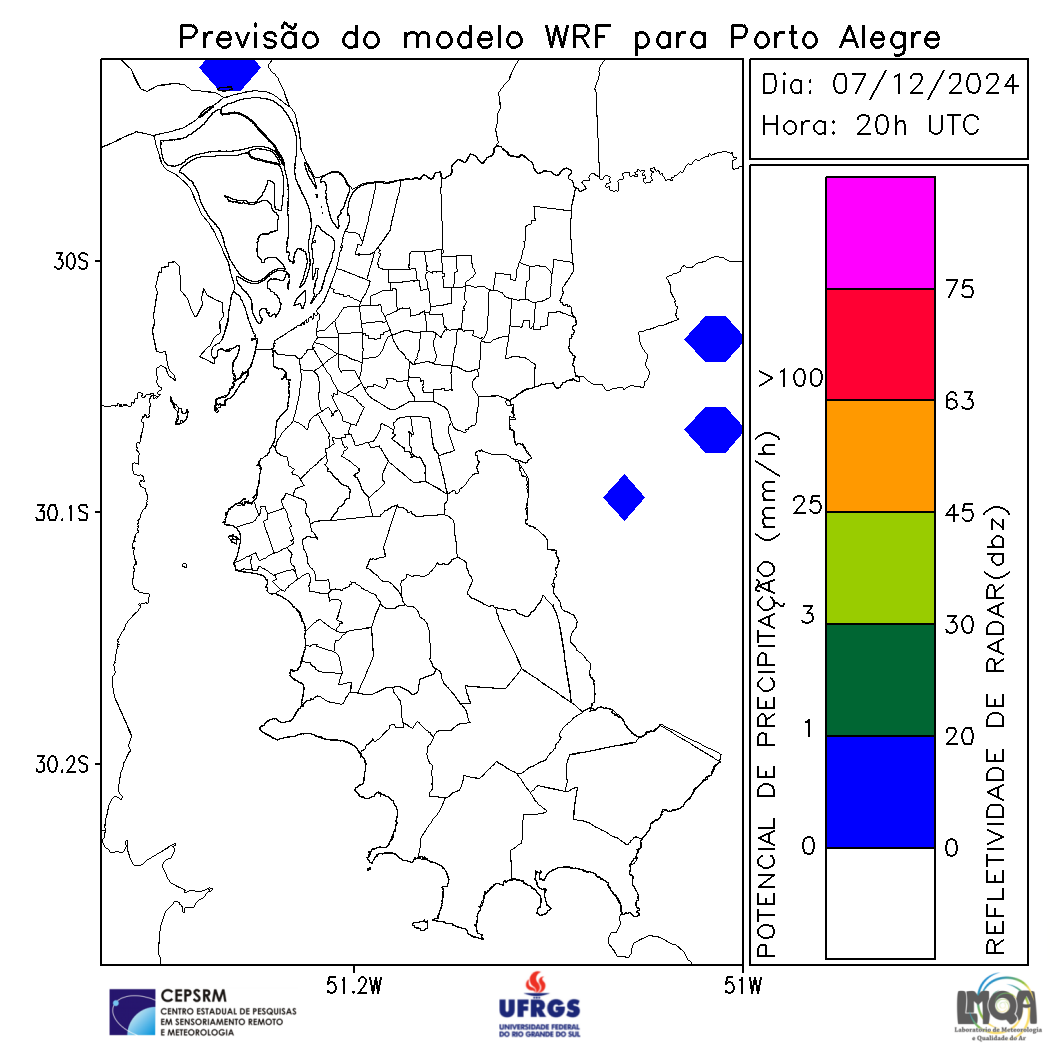 Previsão do modelo WRF para Porto Alegre
Dia: 07/12/2024
Hora: 20h UTC
30S
30.1S
30.2S
51.2W
51W
POTENCIAL DE PRECIPITAÇÃO (mm/h)
>100
25
3
1
0
75
63
45
30
20
0
REFLETIVIDADE DE RADAR(dbz)
CEPSRM
CENTRO ESTADUAL DE PESQUISAS
EM SENSORIAMENTO REMOTO
E METEOROLOGIA
UFRGS
UNIVERSIDADE FEDERAL
DO RIO GRANDE DO SUL
LMQA
Laboratório de Meteorologia
e Qualidade do Ar